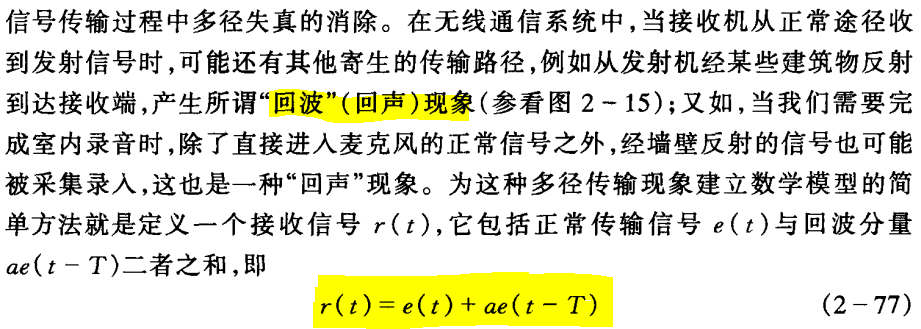 信号传输过程中多径失真的消除。在无线通信系统中,当接收机从正常途径收
到发射信号时,可能还有其他寄生的传输路径,例如从发射机经某些建筑物反射
到达接收端,产生所谓“回波”(回声)现象(参看图 2-15);又如,当我们需要完
成室内录音时,除了直接进入麦克风的正常信号之外,经墙壁反射的信号也可能
被采集录入,这也是一种“回声”现象。为这种多径传输现象建立数学模型的简
单方法就是定义一个接收信号 r(t),它包括正常传输信号 e(t)与回波分量
ae(t-T)二者之和,即
r(t)=e(t)+ae(t-T) (2-77)